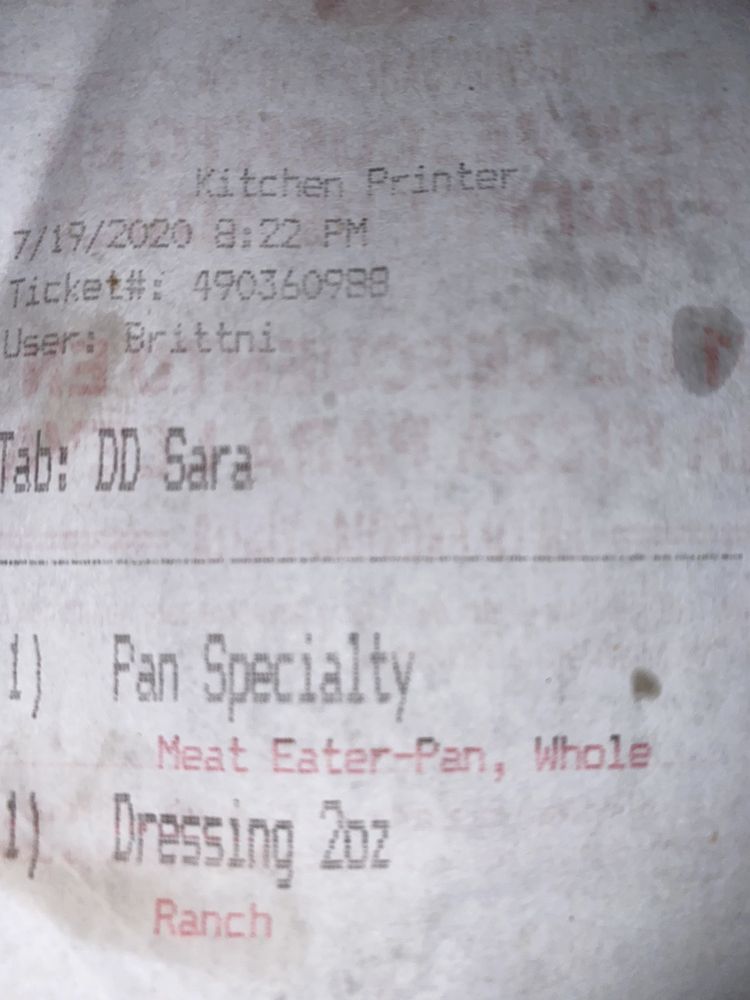 Kitchen Printer
7/19/2020 8:22 PM
Ticket#: 490360988
User: Brittni
Tab: DD Sara
1) Pan Specialty
Meat Eater-Pan, Whole
1) Dressing 2oz
Ranch